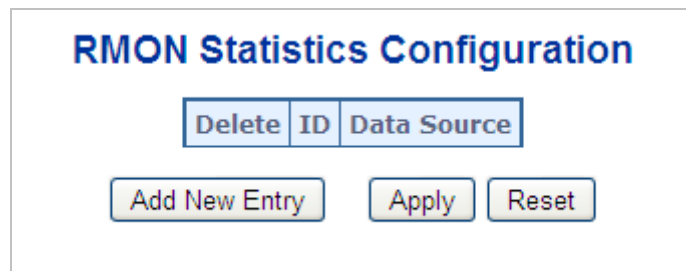 RMON Statistics Configuration
Delete ID Data Source
Add New Entry Apply Reset